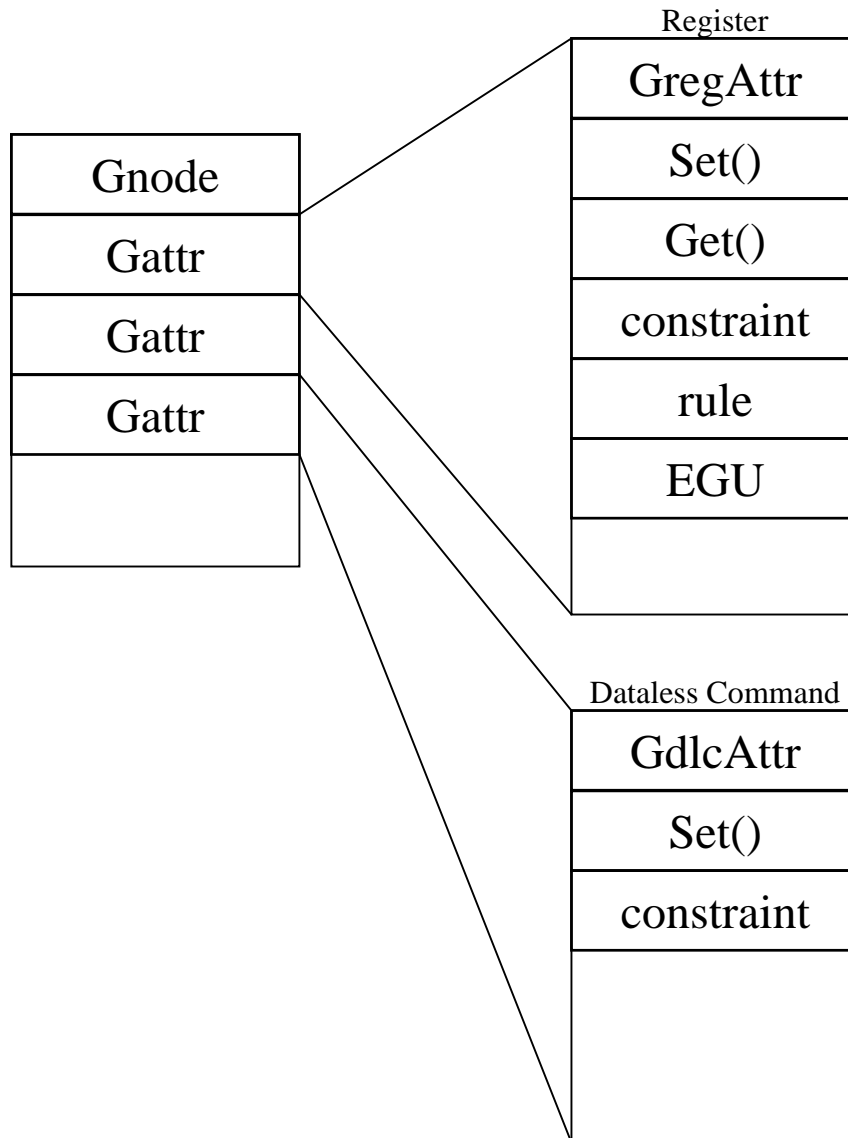 Gnode
Gattr
Gattr
Gattr
Register
GregAttr
Set()
Get()
constraint
rule
EGU
Dataless Command
GdlcAttr
Set()
constraint